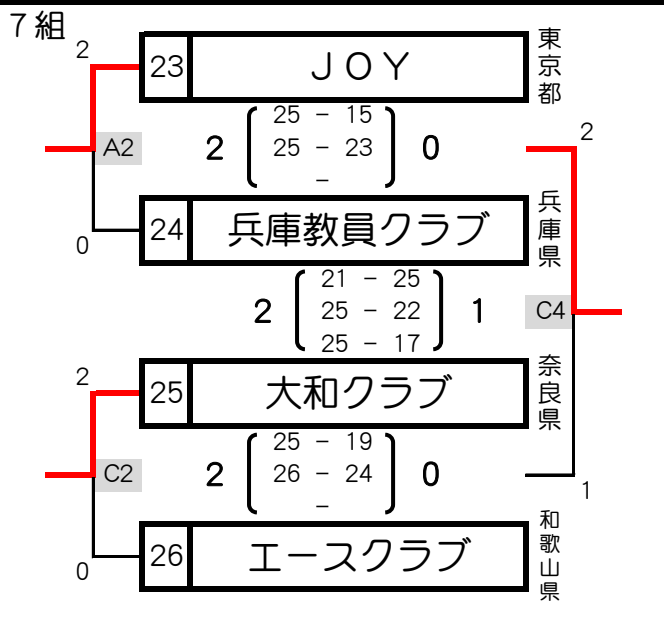 7組
2
23 JOY 東京都
A2 2 25 - 15 0
25 - 23
-
2
0
24 兵庫教員クラブ 兵庫県
2 21 - 25 1
25 - 22
25 - 17
C4
2
25 大和クラブ 奈良県
C2 2 25 - 19 0
26 - 24
-
1
0
26 エースクラブ 和歌山県